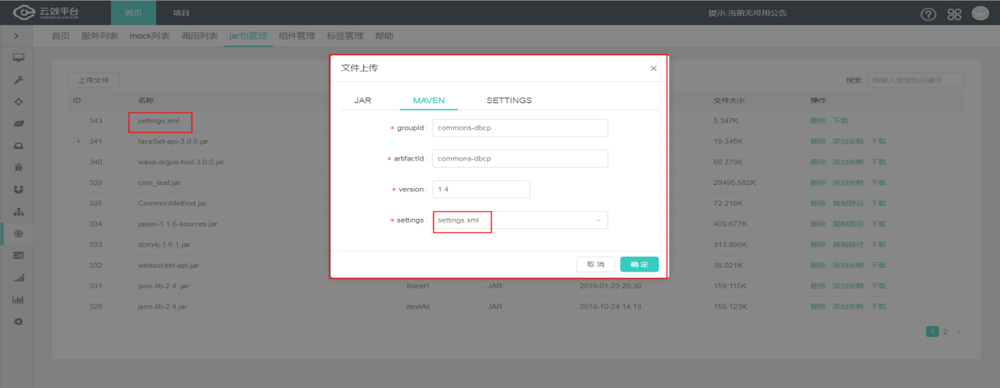 云效平台 首页 项目 提示:当前无可用公告
首页 服务列表 mock列表 调用列表 jar包管理 组件管理 标签管理 帮助
文件上传
上传文件 搜索: 请输入搜索的关键字
JAR MAVEN SETTINGS
ID 名称 文件大小 操作
343 settings.xml 5.347K 删除 下载
* groupId: commons-dbcp
341 faceSet-api-3.0.0.jar 19.345K 删除 添加依赖 下载
* artifactId: commons-dbcp
340 wave-argus-tool-3.0.0.jar 60.278K 删除 添加依赖 下载
339 com_test.jar 29495.582K 删除 添加依赖 下载
* version: 1.4
335 CommonMethod.jar 72.219K 删除 复制路径 下载
* settings: settings.xml
334 jaxen-1.1.6-sources.jar 409.677K 删除 复制路径 下载
333 dom4j-1.6.1.jar 313.898K 删除 复制路径 下载
取消 确定
332 websocket-api.jar 38.021K 删除 添加依赖 下载
331 json-lib-2.4 .jar lbtest1 JAR 2019-01-23 20:30 159.115K 删除 添加依赖 下载
326 json-lib-2.4.jar itestAli JAR 2018-10-24 14:13 159.123K 删除 添加依赖 下载
1 2